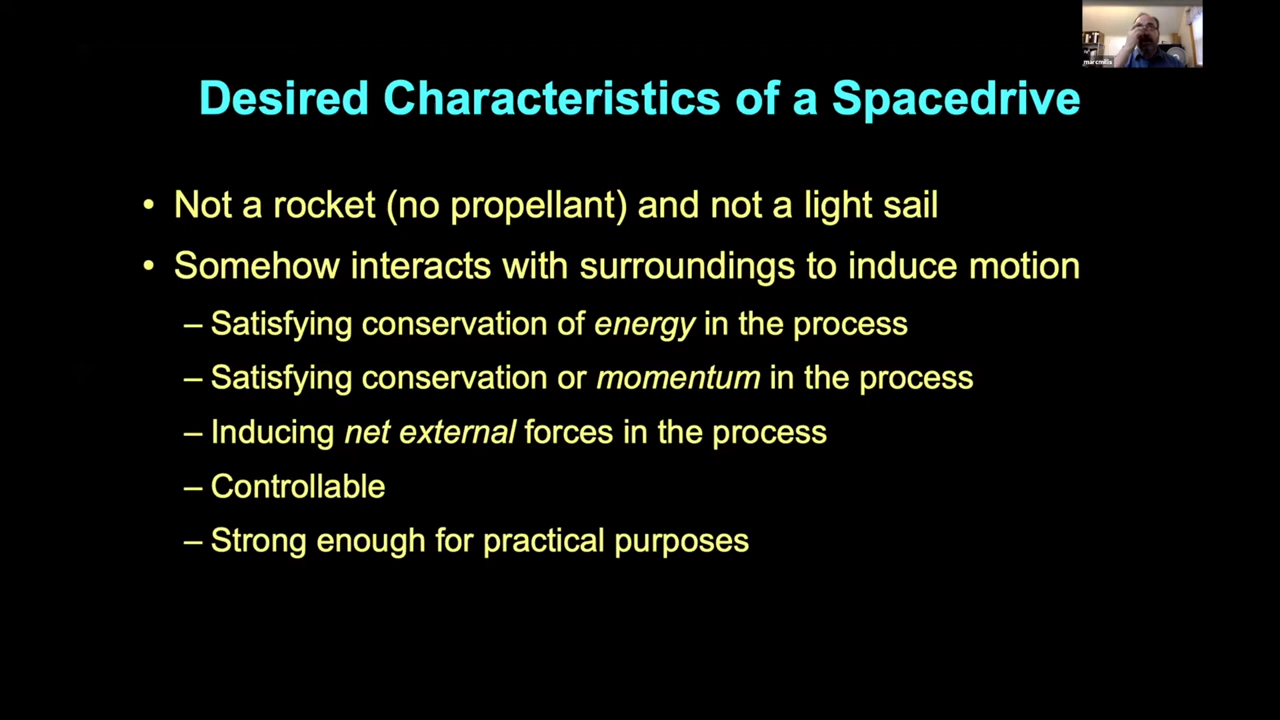 marcmillis
Desired Characteristics of a Spacedrive
• Not a rocket (no propellant) and not a light sail
• Somehow interacts with surroundings to induce motion
– Satisfying conservation of energy in the process
– Satisfying conservation or momentum in the process
– Inducing net external forces in the process
– Controllable
– Strong enough for practical purposes